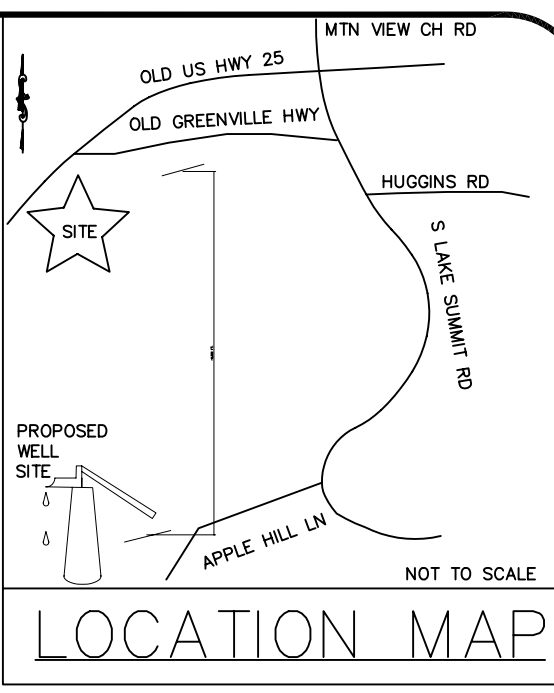 MTN VIEW CH RD
OLD US HWY 25
OLD GREENVILLE HWY
HUGGINS RD
SITE
S LAKE SUMMIT RD
PROPOSED
WELL
SITE
APPLE HILL LN
NOT TO SCALE
LOCATION MAP